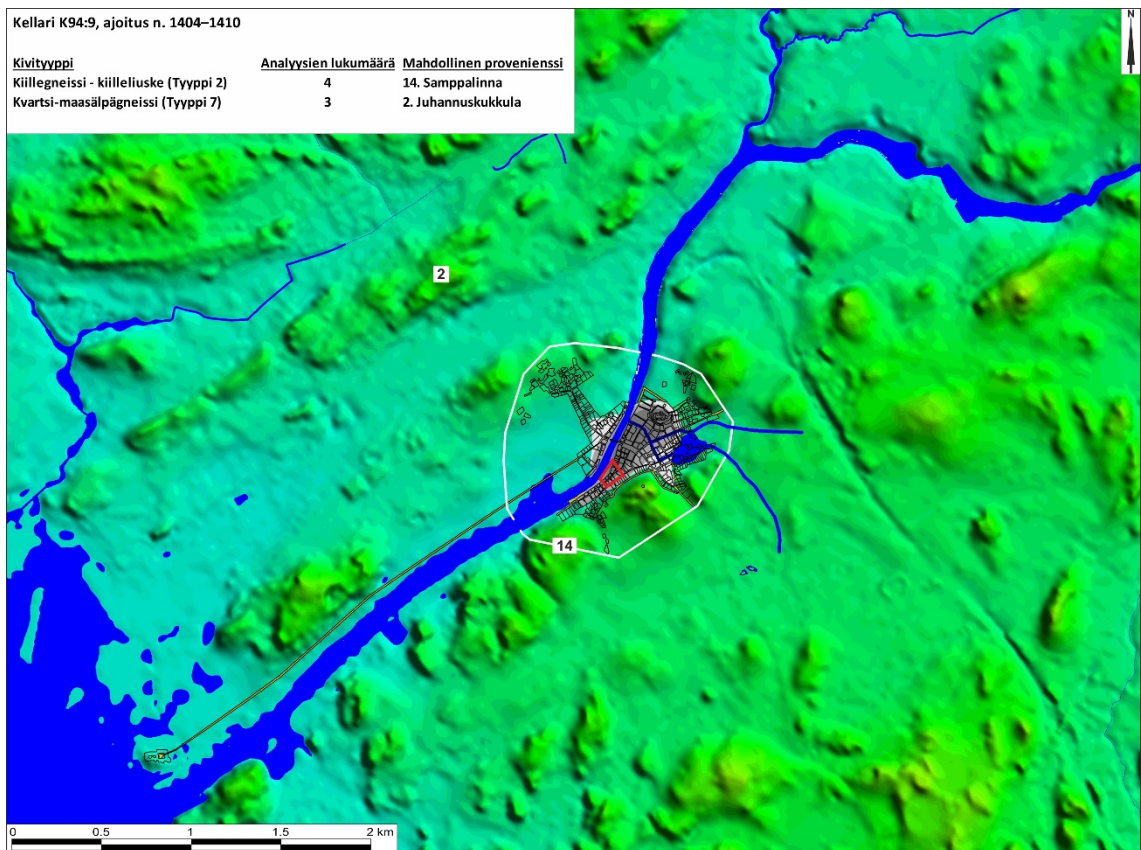 Kellari K94:9, ajoitus n. 1404–1410
Kivityyppi Analyysien lukumäärä Mahdollinen provenienssi
Kiillegneissi - kiilleliuske (Tyyppi 2) 4 14. Samppalinna
Kvartsi-maasälpägneissi (Tyyppi 7) 3 2. Juhannuskukkula
N
2
14
0 0.5 1 1.5 2 km